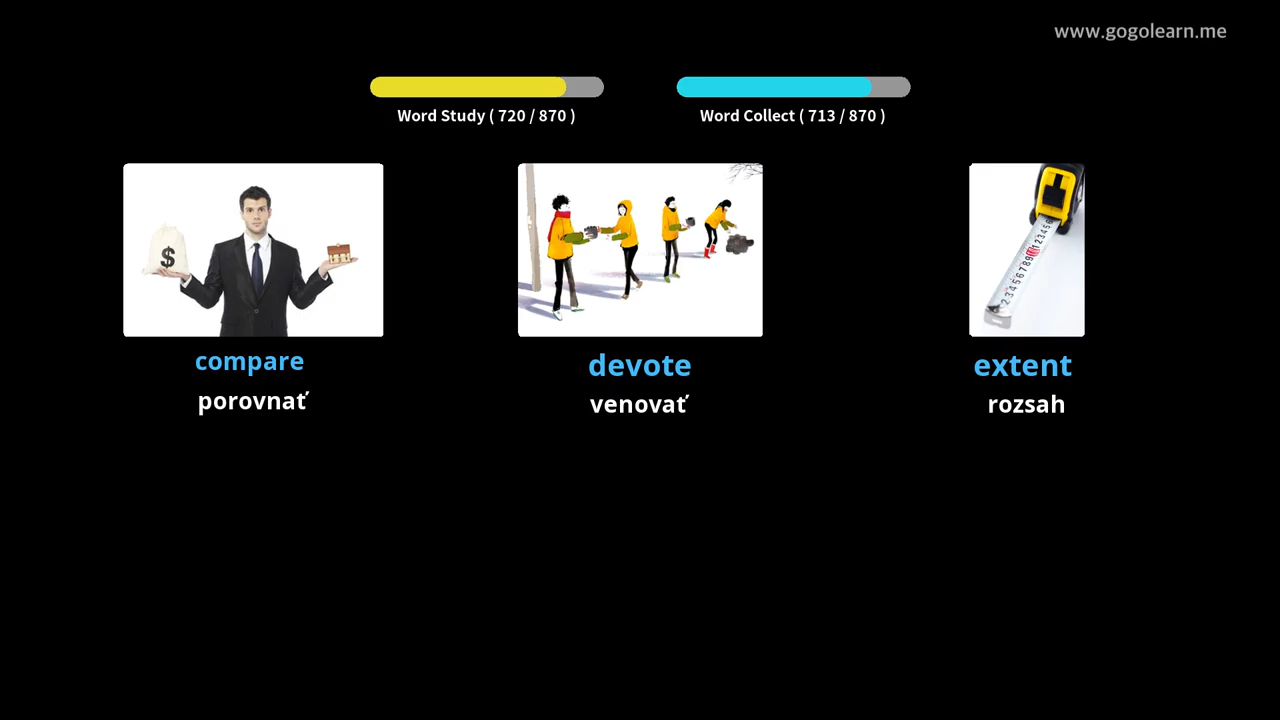 www.gogolearn.me
Word Study ( 720 / 870 )
Word Collect ( 713 / 870 )
$
compare
devote
extent
porovnať
venovať
rozsah